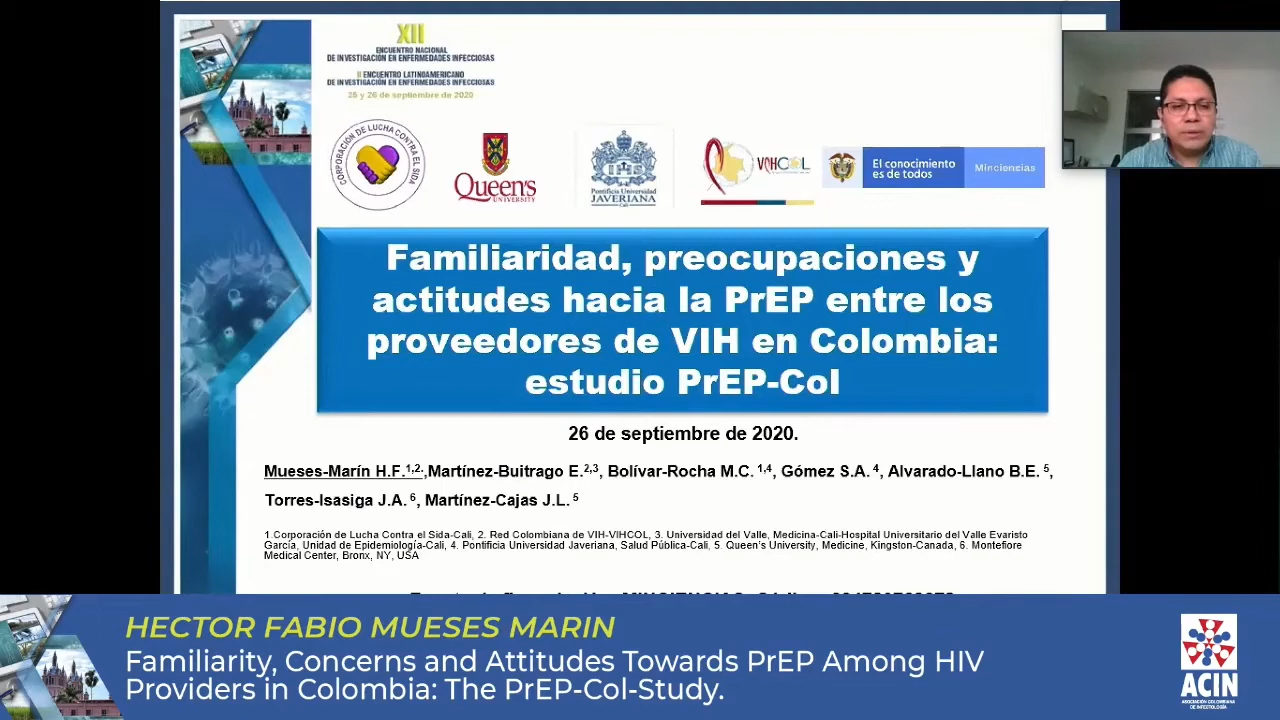 XII
ENCUENTRO NACIONAL
DE INVESTIGACIÓN EN ENFERMEDADES INFECCIOSAS
II ENCUENTRO LATINOAMERICANO
DE INVESTIGACIÓN EN ENFERMEDADES INFECCIOSAS
25 y 26 de septiembre de 2020
CORPORACIÓN DE LUCHA CONTRA EL SIDA
Queen's
UNIVERSITY
IHS
Pontificia Universidad
JAVERIANA
Cali
VIHCOL
El conocimiento
es de todos
Minciencias
Familiaridad, preocupaciones y
actitudes hacia la PrEP entre los
proveedores de VIH en Colombia:
estudio PrEP-Col
26 de septiembre de 2020.
Mueses-Marín H.F.1,2.,Martínez-Buitrago E.2,3, Bolívar-Rocha M.C. 1,4, Gómez S.A. 4, Alvarado-Llano B.E. 5,
Torres-Isasiga J.A. 6, Martínez-Cajas J.L. 5
1 Corporación de Lucha Contra el Sida-Cali, 2. Red Colombiana de VIH-VIHCOL, 3. Universidad del Valle, Medicina-Cali-Hospital Universitario del Valle Evaristo
García, Unidad de Epidemiología-Cali, 4. Pontificia Universidad Javeriana, Salud Pública-Cali, 5. Queen's University, Medicine, Kingston-Canada, 6. Montefiore
Medical Center, Bronx, NY, USA
HECTOR FABIO MUESES MARIN
Familiarity, Concerns and Attitudes Towards PrEP Among HIV
Providers in Colombia: The PrEP-Col-Study.
ACIN
ASOCIACIÓN COLOMBIANA
DE INFECTOLOGÍA